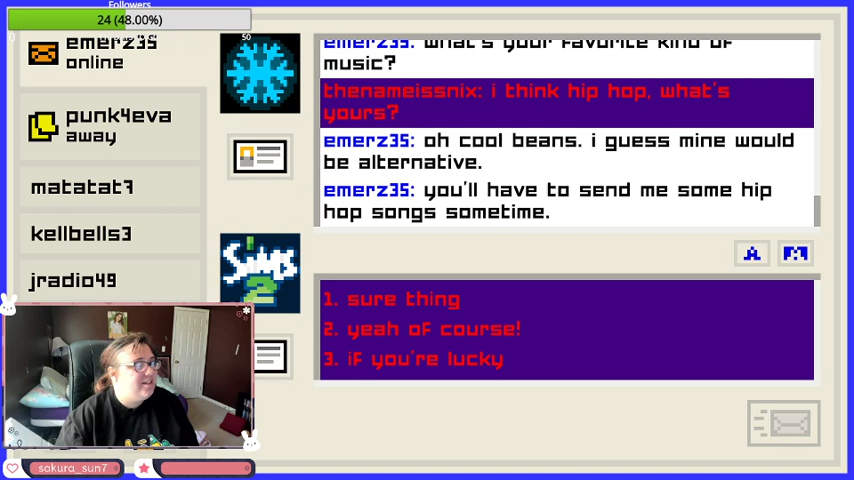 Followers
24 (48.00%)
0
50
emerz35
online
punk4eva
away
matatat7
kellbells3
jradio49
emerz35: what's your favorite kind of
music?
thenameissnix: i think hip hop, what's
yours?
emerz35: oh cool beans. i guess mine would
be alternative.
emerz35: you'll have to send me some hip
hop songs sometime.
A
1. sure thing
2. yeah of course!
3. if you're lucky
2
sakura_sun7